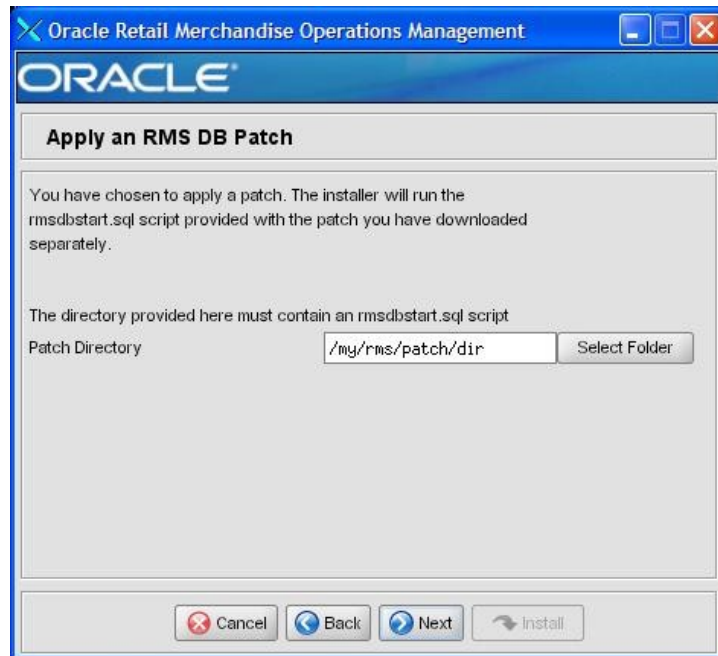 Oracle Retail Merchandise Operations Management
ORACLE®
Apply an RMS DB Patch
You have chosen to apply a patch. The installer will run the
rmsdbstart.sql script provided with the patch you have downloaded
separately.
The directory provided here must contain an rmsdbstart.sql script
Patch Directory /my/rms/patch/dir Select Folder
Cancel Back Next Install